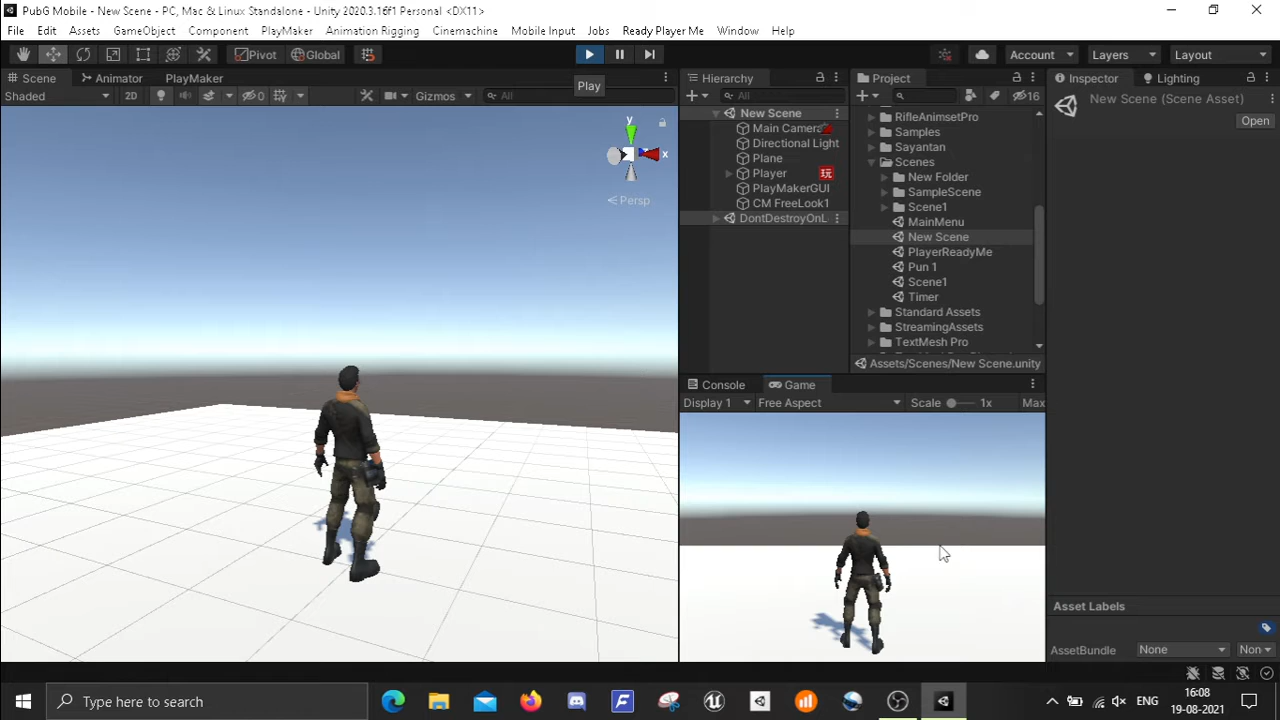 PubG Mobile - New Scene - PC, Mac & Linux Standalone - Unity 2020.3.16f1 Personal <DX11>
File Edit Assets GameObject Component PlayMaker Animation Rigging Cinemachine Mobile Input Jobs Ready Player Me Window Help
Pivot Global Account Layers Layout
Scene Animator PlayMaker
Play
Shaded 2D 0 Gizmos All
y
x
Persp
Hierarchy
All
New Scene
Main Camera
Directional Light
Plane
Player
PlayMakerGUI
CM FreeLook1
DontDestroyOnL
Project
16
RifleAnimsetPro
Samples
Sayantan
Scenes
New Folder
SampleScene
Scene1
MainMenu
New Scene
PlayerReadyMe
Pun 1
Scene1
Timer
Standard Assets
StreamingAssets
TextMesh Pro
Assets/Scenes/New Scene.unity
Console Game
Display 1 Free Aspect Scale 1x Max
Inspector Lighting
New Scene (Scene Asset)
Open
Asset Labels
AssetBundle None Non
Type here to search
ENG
16:08
19-08-2021